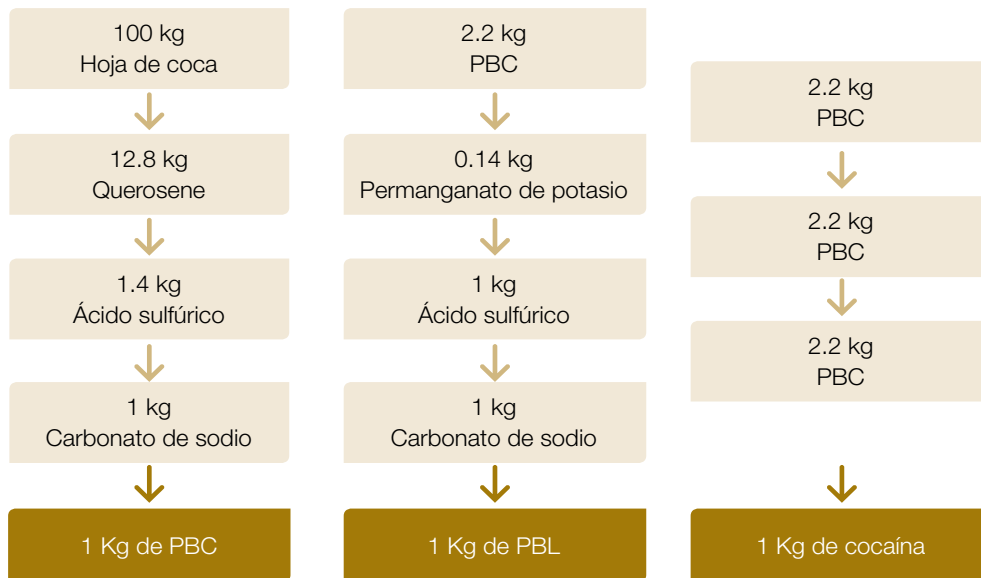 100 kg
Hoja de coca
12.8 kg
Querosene
1.4 kg
Ácido sulfúrico
1 kg
Carbonato de sodio
1 Kg de PBC
2.2 kg
PBC
0.14 kg
Permanganato de potasio
1 kg
Ácido sulfúrico
1 kg
Carbonato de sodio
1 Kg de PBL
2.2 kg
PBC
2.2 kg
PBC
2.2 kg
PBC
1 Kg de cocaína